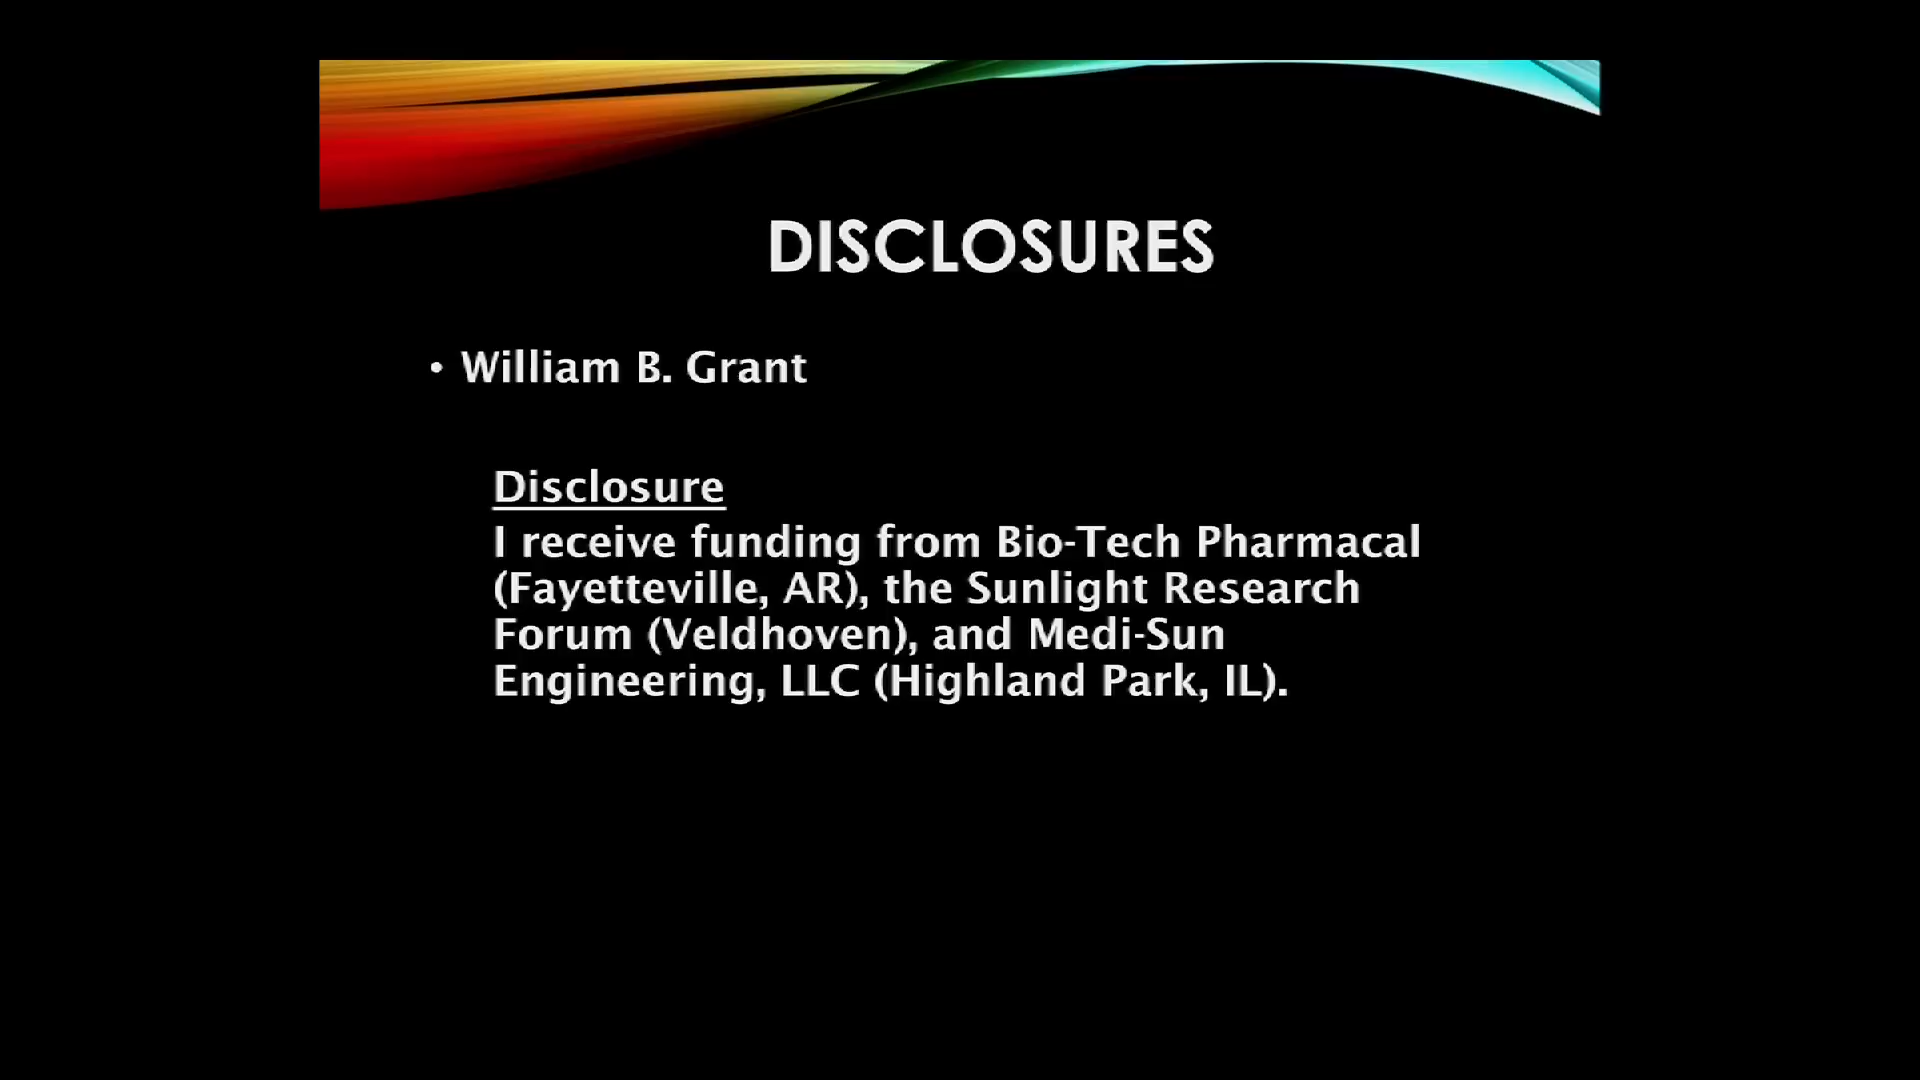 DISCLOSURES
• William B. Grant
Disclosure
I receive funding from Bio-Tech Pharmacal
(Fayetteville, AR), the Sunlight Research
Forum (Veldhoven), and Medi-Sun
Engineering, LLC (Highland Park, IL).